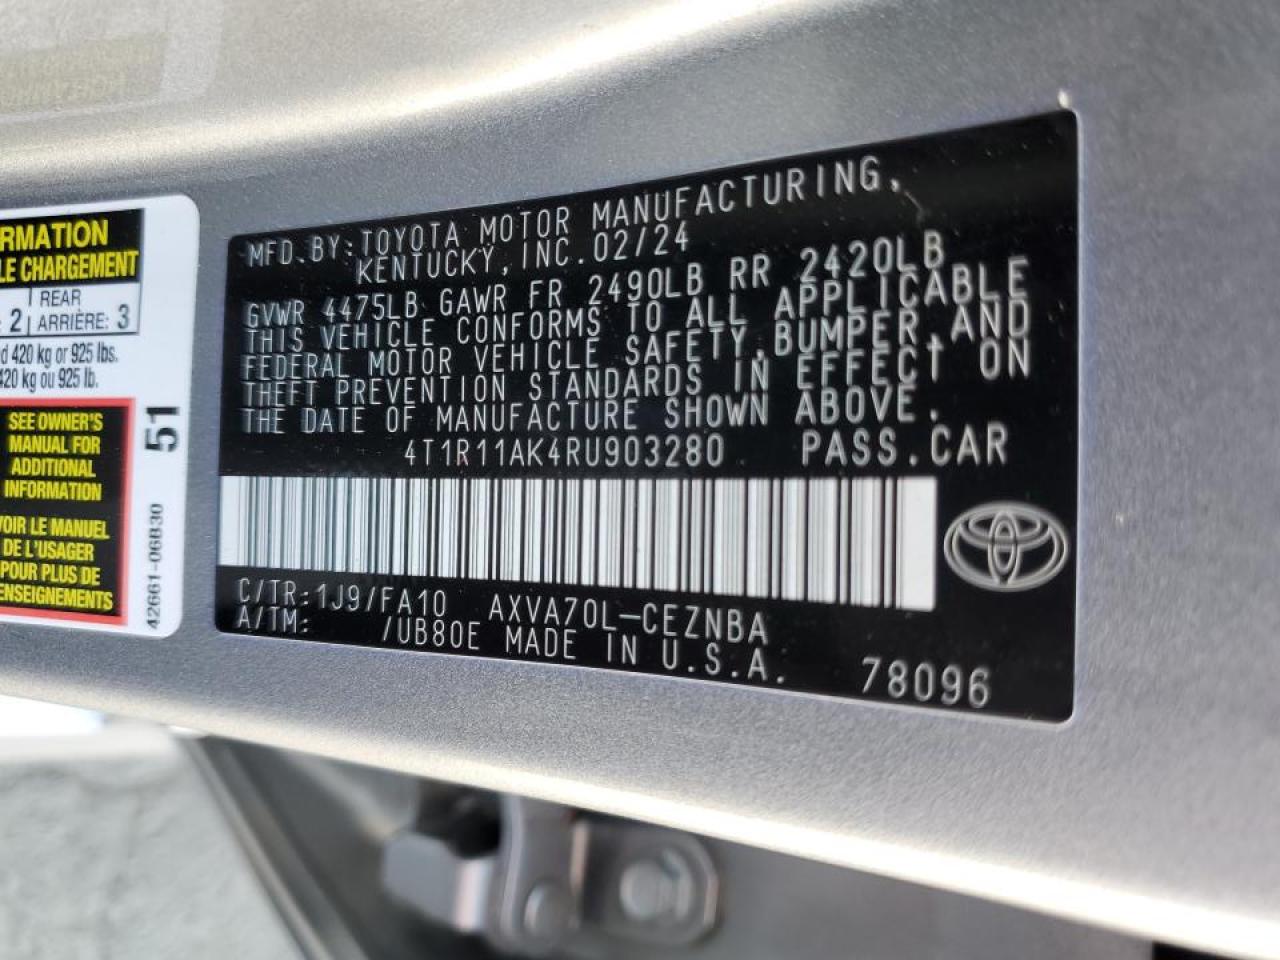 MFD. BY: TOYOTA MOTOR MANUFACTURING,
KENTUCKY, INC. 02/24
GVWR 4475LB GAWR FR 2490LB RR 2420LB
THIS VEHICLE CONFORMS TO ALL APPLICABLE
FEDERAL MOTOR VEHICLE SAFETY, BUMPER, AND
THEFT PREVENTION STANDARDS IN EFFECT ON
THE DATE OF MANUFACTURE SHOWN ABOVE.
4T1R11AK4RU903280 PASS. CAR
C/TR: 1J9/FA10 AXVA70L-CEZNBA
A/TM: /UB80E MADE IN U.S.A.
78096
RMATION
LE CHARGEMENT
: 2 REAR
ARRIÈRE: 3
d 420 kg or 925 lbs.
420 kg ou 925 lb.
SEE OWNER'S
MANUAL FOR
ADDITIONAL
INFORMATION
VOIR LE MANUEL
DE L'USAGER
POUR PLUS DE
ENSEIGNEMENTS
51
42661-06B30